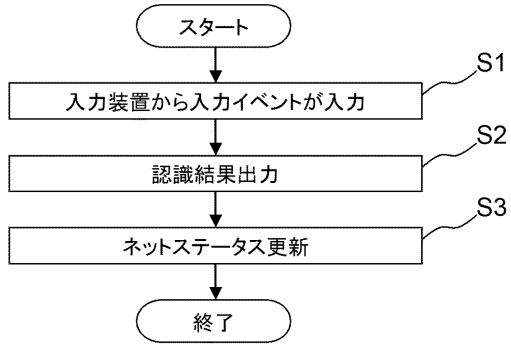 スタート
S1
入力装置から入力イベントが入力
S2
認識結果出力
S3
ネットステータス更新
終了